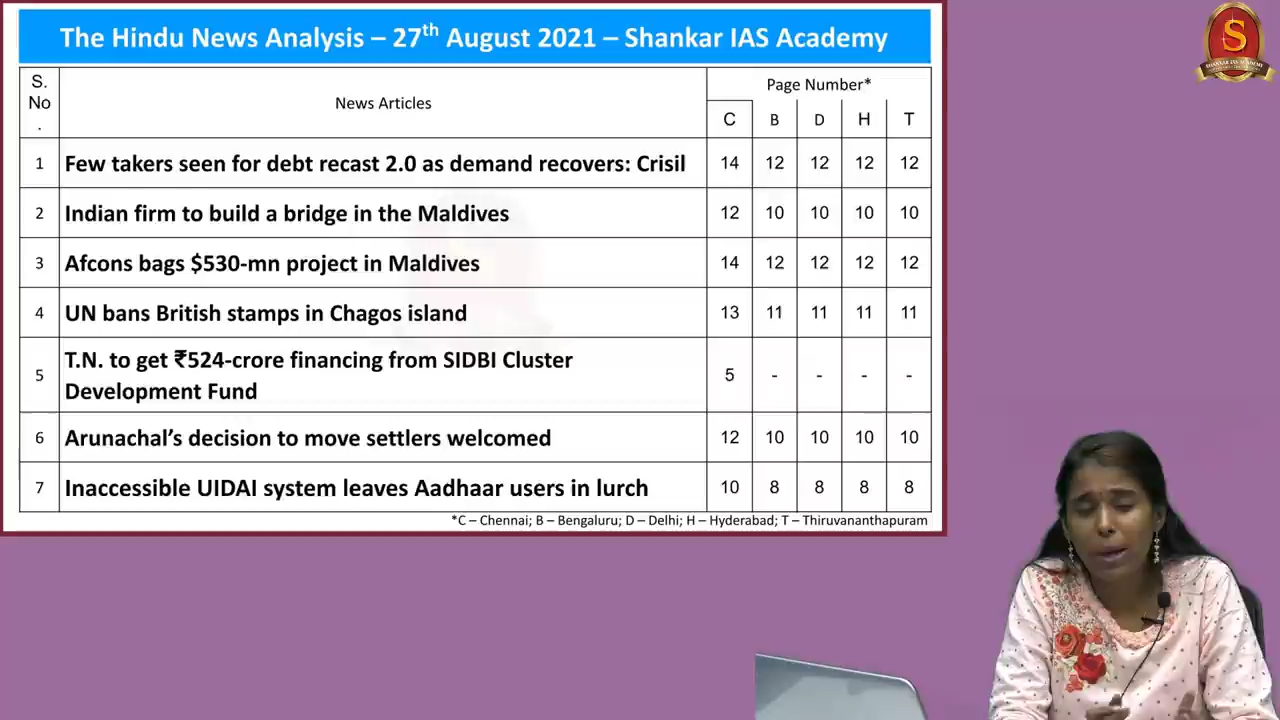 The Hindu News Analysis – 27th August 2021 – Shankar IAS Academy
S. No . News Articles Page Number*
C B D H T
1 Few takers seen for debt recast 2.0 as demand recovers: Crisil 14 12 12 12 12
2 Indian firm to build a bridge in the Maldives 12 10 10 10 10
3 Afcons bags $530-mn project in Maldives 14 12 12 12 12
4 UN bans British stamps in Chagos island 13 11 11 11 11
5 T.N. to get ₹524-crore financing from SIDBI Cluster
Development Fund 5 - - - -
6 Arunachal’s decision to move settlers welcomed 12 10 10 10 10
7 Inaccessible UIDAI system leaves Aadhaar users in lurch 10 8 8 8 8
*C – Chennai; B – Bengaluru; D – Delhi; H – Hyderabad; T – Thiruvananthapuram
S
SHANKAR IAS ACADEMY